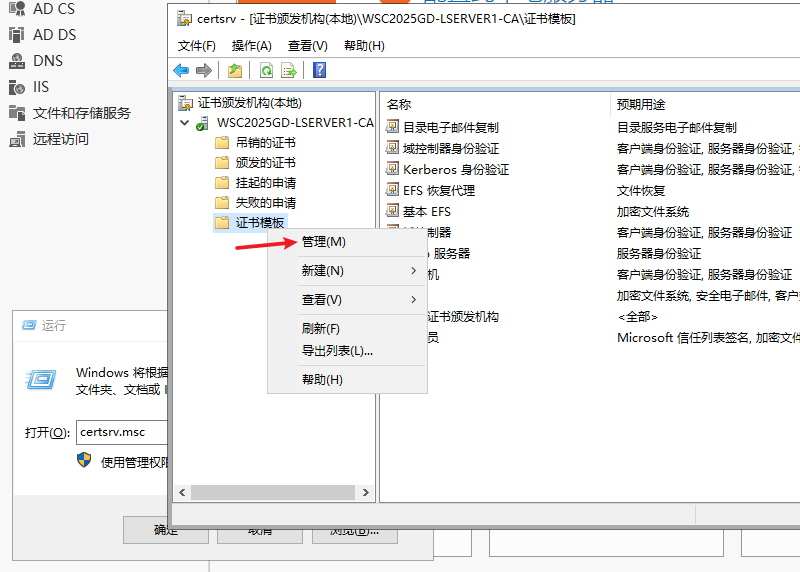 AD CS
AD DS
DNS
IIS
文件和存储服务
远程访问
certsrv - [证书颁发机构(本地)\WSC2025GD-LSERVER1-CA\证书模板]
文件(F) 操作(A) 查看(V) 帮助(H)
证书颁发机构(本地)
WSC2025GD-LSERVER1-CA
吊销的证书
颁发的证书
挂起的申请
失败的申请
证书模板
名称 预期用途
目录电子邮件复制 目录服务电子邮件复制
域控制器身份验证 客户端身份验证, 服务器身份验证,
Kerberos 身份验证 客户端身份验证, 服务器身份验证,
EFS 恢复代理 文件恢复
基本 EFS 加密文件系统
制器 客户端身份验证, 服务器身份验证
服务器 服务器身份验证
机 客户端身份验证, 服务器身份验证
加密文件系统, 安全电子邮件, 客户
证书颁发机构 <全部>
员 Microsoft 信任列表签名, 加密文件
管理(M)
新建(N)
查看(V)
刷新(F)
导出列表(L)...
帮助(H)
运行
Windows 将根据
文件夹、文档或
打开(O): certsrv.msc
使用管理权限
确定 取消 浏览(B)...